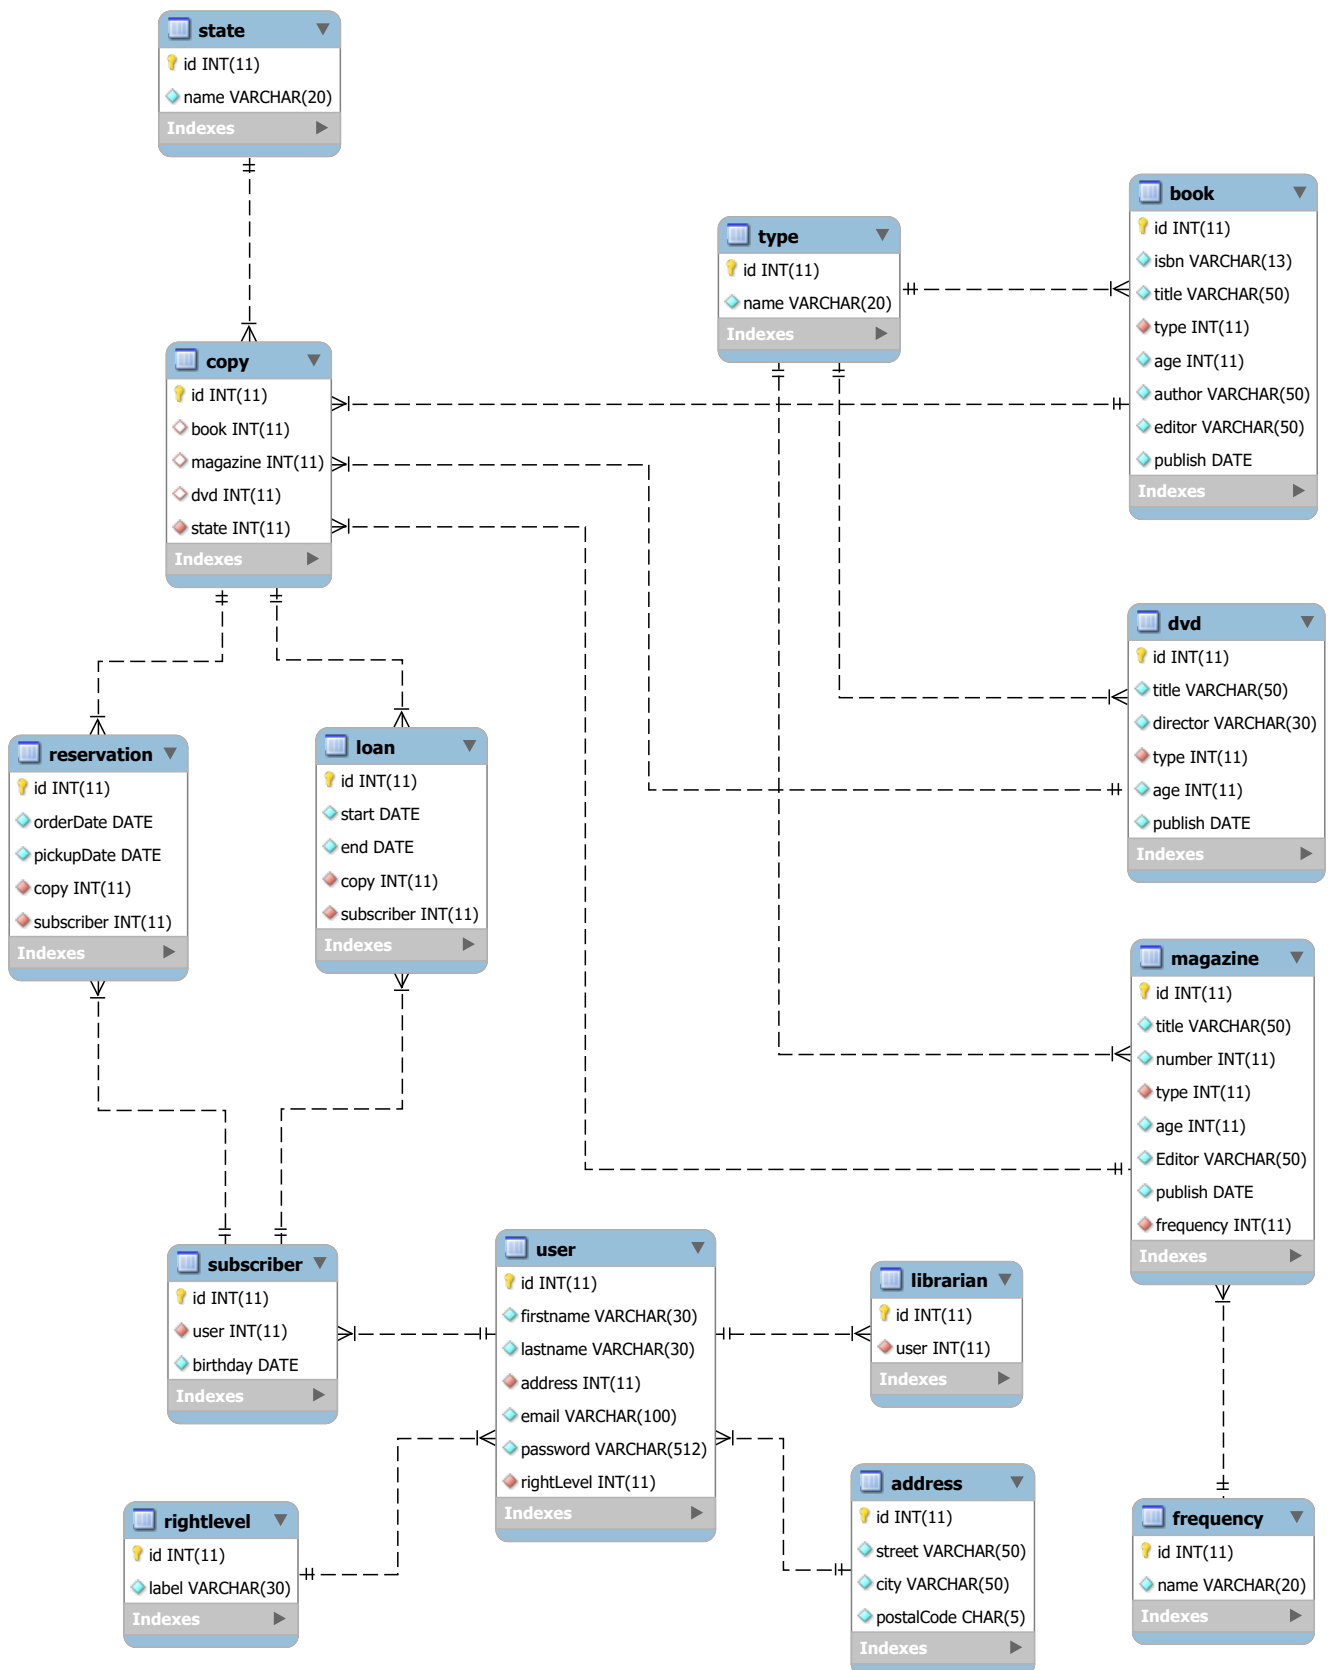 state
id INT(11)
name VARCHAR(20)
Indexes
book
id INT(11)
isbn VARCHAR(13)
title VARCHAR(50)
type INT(11)
age INT(11)
author VARCHAR(50)
editor VARCHAR(50)
publish DATE
Indexes
type
id INT(11)
name VARCHAR(20)
Indexes
copy
id INT(11)
book INT(11)
magazine INT(11)
dvd INT(11)
state INT(11)
Indexes
dvd
id INT(11)
title VARCHAR(50)
director VARCHAR(30)
type INT(11)
age INT(11)
publish DATE
Indexes
reservation
id INT(11)
orderDate DATE
pickupDate DATE
copy INT(11)
subscriber INT(11)
Indexes
loan
id INT(11)
start DATE
end DATE
copy INT(11)
subscriber INT(11)
Indexes
magazine
id INT(11)
title VARCHAR(50)
number INT(11)
type INT(11)
age INT(11)
Editor VARCHAR(50)
publish DATE
frequency INT(11)
Indexes
subscriber
id INT(11)
user INT(11)
birthday DATE
Indexes
user
id INT(11)
firstname VARCHAR(30)
lastname VARCHAR(30)
address INT(11)
email VARCHAR(100)
password VARCHAR(512)
rightLevel INT(11)
Indexes
librarian
id INT(11)
user INT(11)
Indexes
rightlevel
id INT(11)
label VARCHAR(30)
Indexes
address
id INT(11)
street VARCHAR(50)
city VARCHAR(50)
postalCode CHAR(5)
Indexes
frequency
id INT(11)
name VARCHAR(20)
Indexes